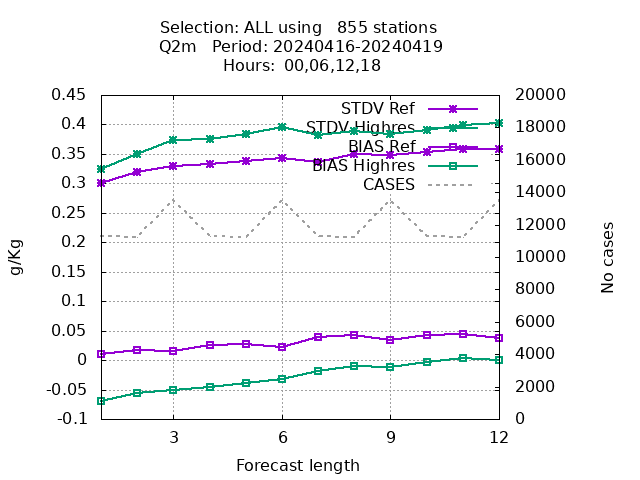 Selection: ALL using   855 stations
Q2m   Period: 20240416-20240419
Hours: 00,06,12,18
0.45
0.4
0.35
0.3
0.25
0.2
0.15
0.1
0.05
0
-0.05
-0.1
20000
18000
16000
14000
12000
10000
8000
6000
4000
2000
0
STDV Ref
STDV Highres
BIAS Ref
BIAS Highres
CASES
g/Kg
No cases
3
6
9
12
Forecast length